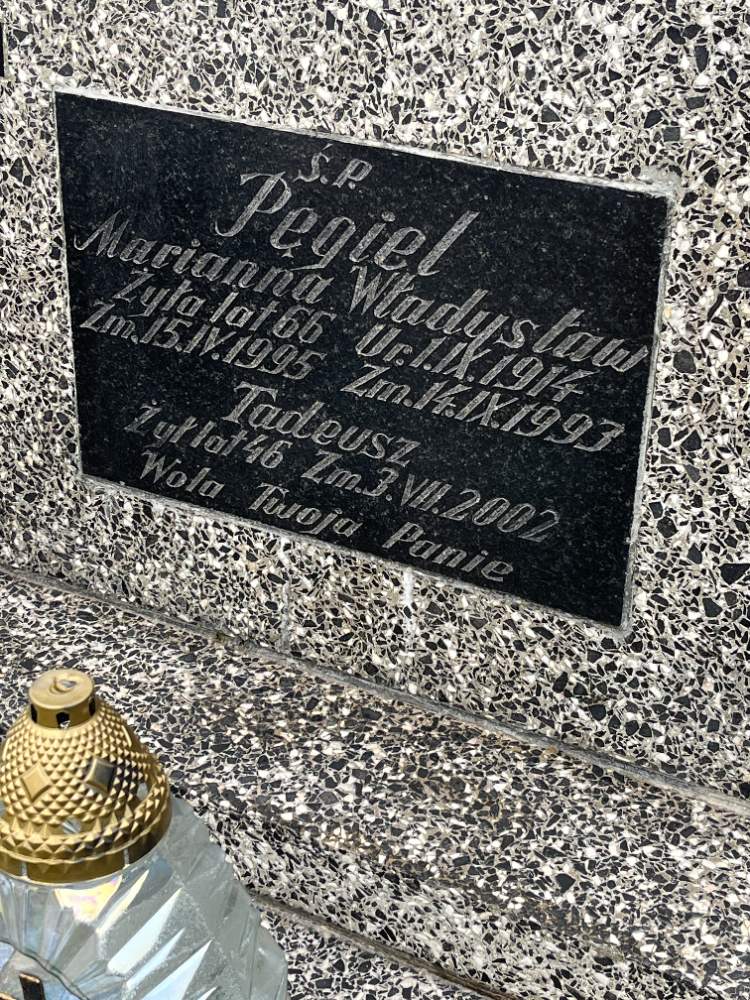 Ś.P.
Pęgiel
Marianna Władysław
Żyła lat 66 Ur.1.IX.1914
Zm.15.IV.1995 Zm.14.IX.1993
Tadeusz
Żył lat 46 Zm.3.VII.2002
Wola Twoja Panie